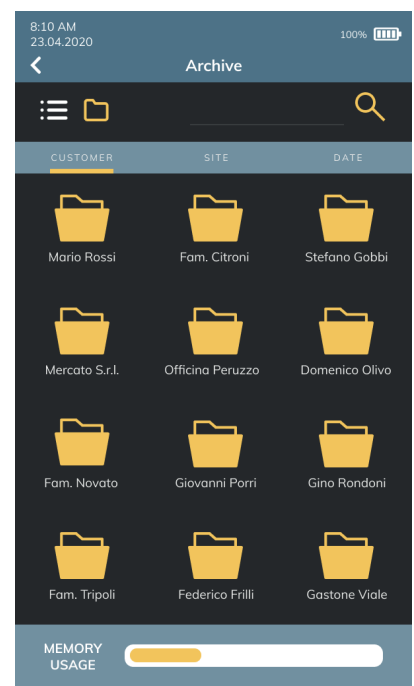 8:10 AM
23.04.2020
100%
Archive
CUSTOMER SITE DATE
Mario Rossi Fam. Citroni Stefano Gobbi
Mercato S.r.l. Officina Peruzzo Domenico Olivo
Fam. Novato Giovanni Porri Gino Rondoni
Fam. Tripoli Federico Frilli Gastone Viale
MEMORY
USAGE